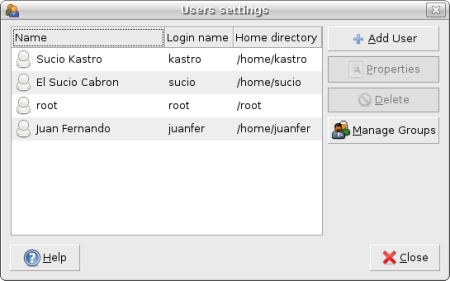 Users settings
Name Login name Home directory
Sucio Kastro kastro /home/kastro
El Sucio Cabron sucio /home/sucio
root root /root
Juan Fernando juanfer /home/juanfer
Add User
Properties
Delete
Manage Groups
Help
Close